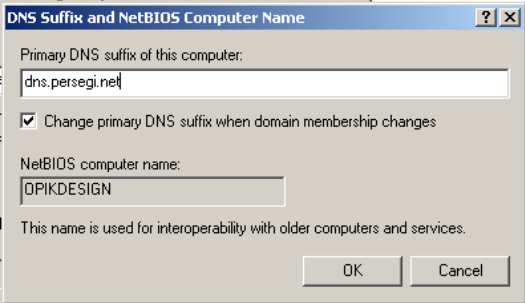 DNS Suffix and NetBIOS Computer Name
Primary DNS suffix of this computer:
dns.persegi.net
Change primary DNS suffix when domain membership changes
NetBIOS computer name:
OPIKDESIGN
This name is used for interoperability with older computers and services.
OK Cancel